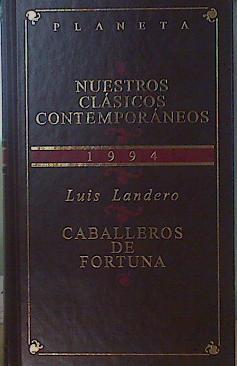 PLANETA
NUESTROS
CLÁSICOS
CONTEMPORÁNEOS
1994
Luis Landero
CABALLEROS
DE
FORTUNA